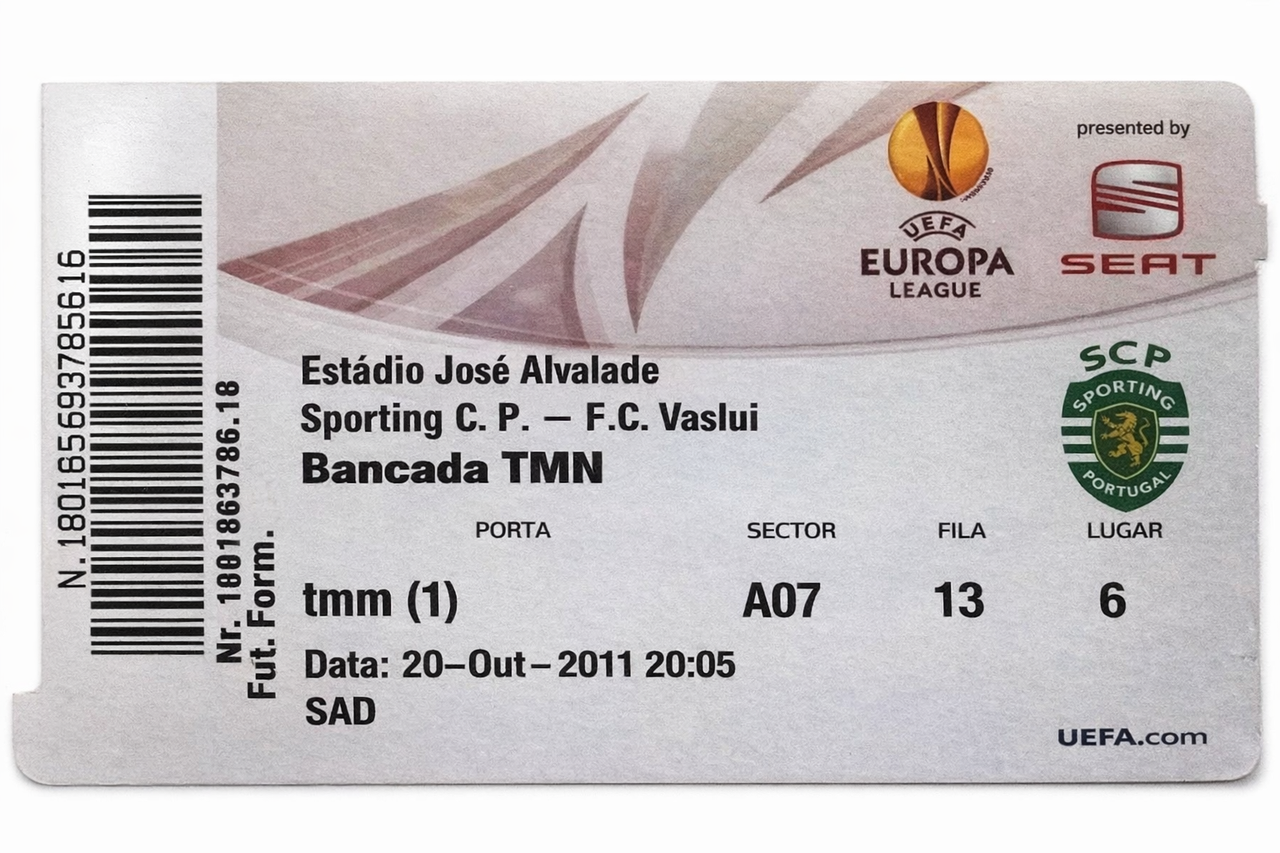 N.180165693785616
Nr. 1801863786.18
Fut. Form.
presented by
UEFA
EUROPA
LEAGUE
SEAT
Estádio José Alvalade
Sporting C. P. — F.C. Vaslui
Bancada TMN
SCP
SPORTING
PORTUGAL
PORTA SECTOR FILA LUGAR
tmm (1) A07 13 6
Data: 20-Out-2011 20:05
SAD
UEFA.com